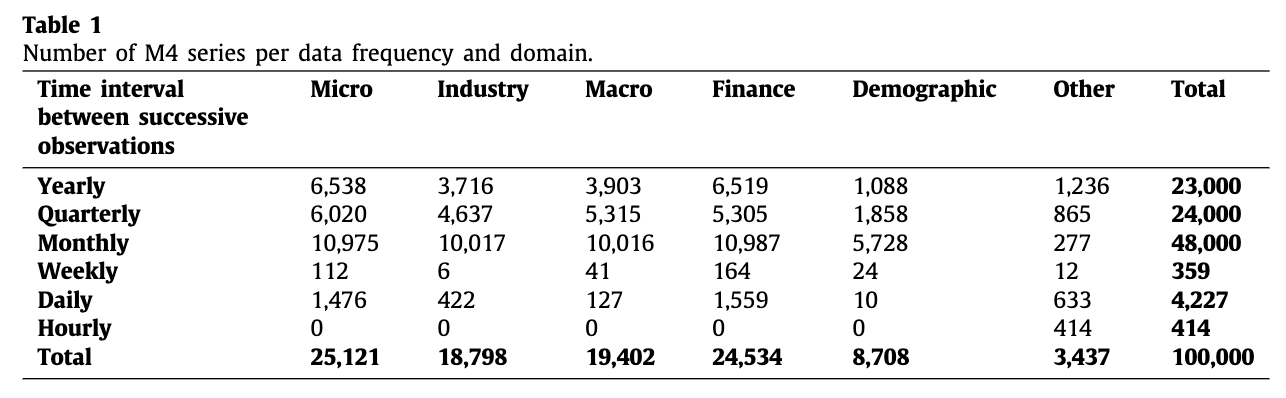 Table 1
Number of M4 series per data frequency and domain.
Time interval between successive observations Micro Industry Macro Finance Demographic Other Total
Yearly 6,538 3,716 3,903 6,519 1,088 1,236 23,000
Quarterly 6,020 4,637 5,315 5,305 1,858 865 24,000
Monthly 10,975 10,017 10,016 10,987 5,728 277 48,000
Weekly 112 6 41 164 24 12 359
Daily 1,476 422 127 1,559 10 633 4,227
Hourly 0 0 0 0 0 414 414
Total 25,121 18,798 19,402 24,534 8,708 3,437 100,000